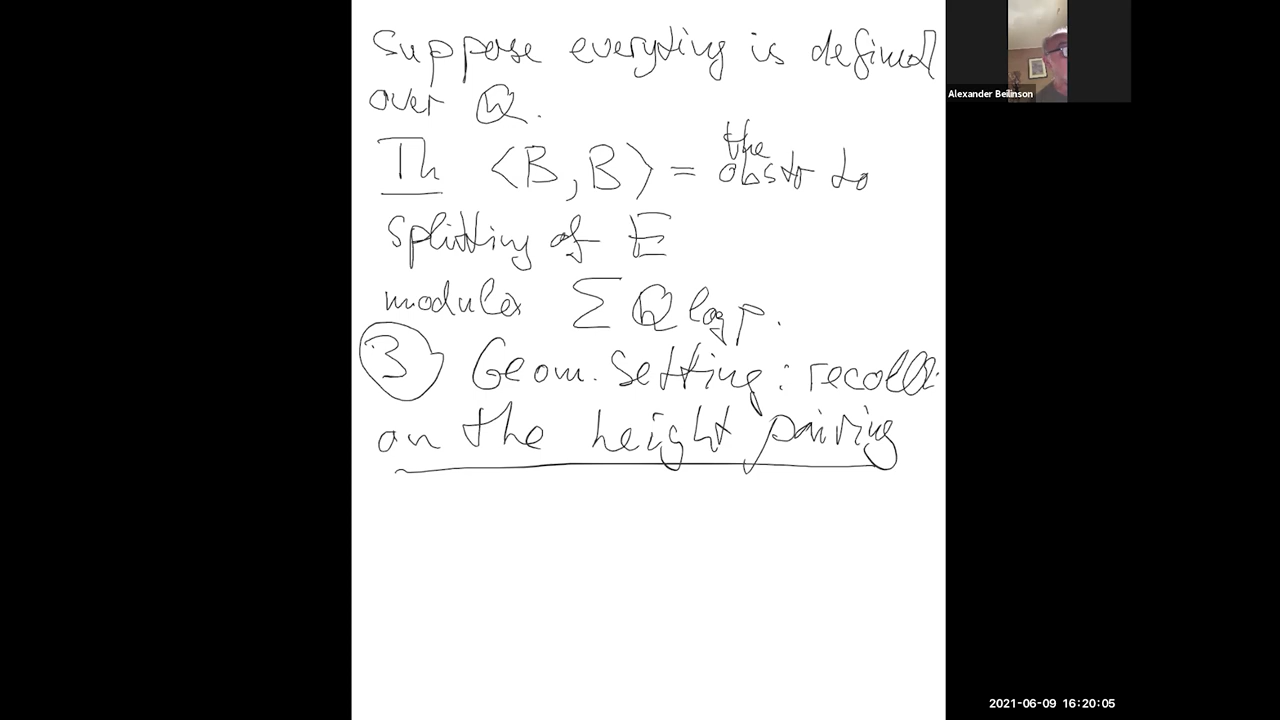 Suppose everyting is defined
over Q.
Th ⟨B, B⟩ = the obstr to
splitting of E
modulo Σ Q log p.
3 Geom. setting: recoll.
on the height pairing
Alexander Beilinson
2021-06-09 16:20:05